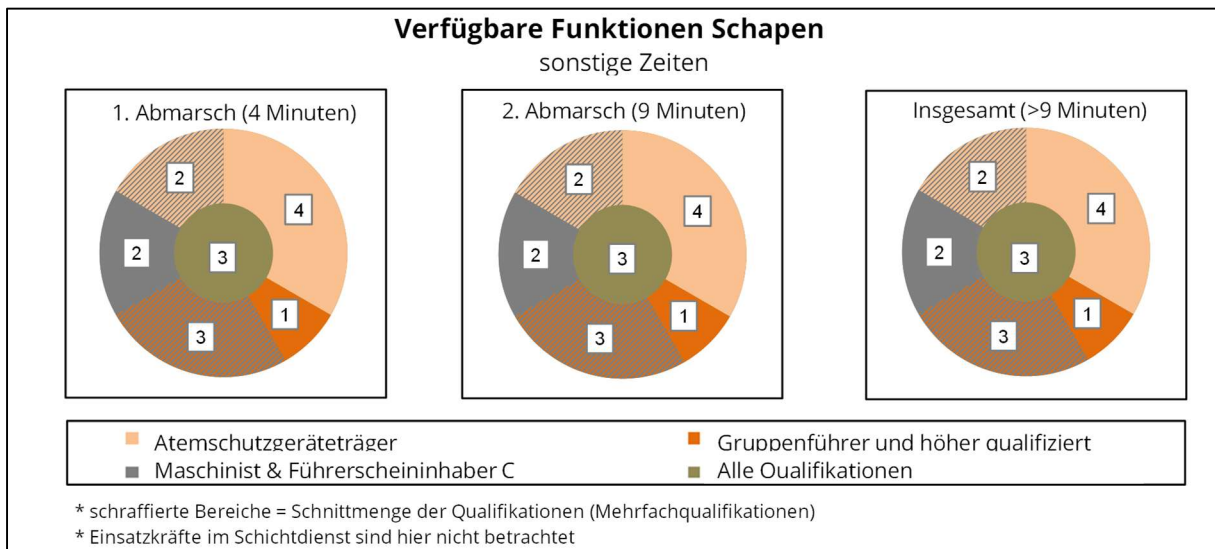 Verfügbare Funktionen Schapen
sonstige Zeiten
1. Abmarsch (4 Minuten)
2
4
2
3
1
3
2. Abmarsch (9 Minuten)
2
4
2
3
1
3
Insgesamt (>9 Minuten)
2
4
2
3
1
3
Atemschutzgeräteträger
Gruppenführer und höher qualifiziert
Maschinist & Führerscheininhaber C
Alle Qualifikationen
* schraffierte Bereiche = Schnittmenge der Qualifikationen (Mehrfachqualifikationen)
* Einsatzkräfte im Schichtdienst sind hier nicht betrachtet